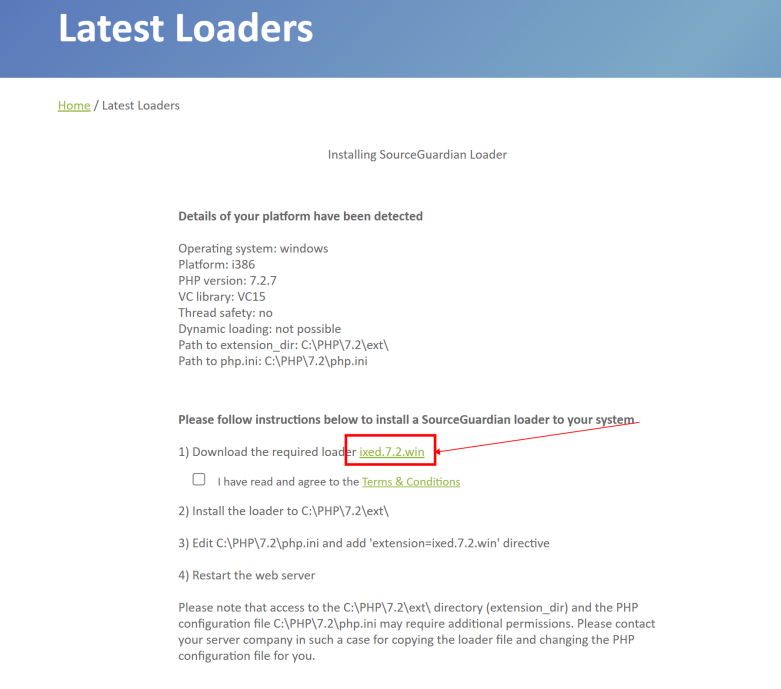 Latest Loaders
Home / Latest Loaders
Installing SourceGuardian Loader
Details of your platform have been detected
Operating system: windows
Platform: i386
PHP version: 7.2.7
VC library: VC15
Thread safety: no
Dynamic loading: not possible
Path to extension_dir: C:\PHP\7.2\ext\
Path to php.ini: C:\PHP\7.2\php.ini
Please follow instructions below to install a SourceGuardian loader to your system
1) Download the required loader ixed.7.2.win
I have read and agree to the Terms & Conditions
2) Install the loader to C:\PHP\7.2\ext\
3) Edit C:\PHP\7.2\php.ini and add 'extension=ixed.7.2.win' directive
4) Restart the web server
Please note that access to the C:\PHP\7.2\ext\ directory (extension_dir) and the PHP
configuration file C:\PHP\7.2\php.ini may require additional permissions. Please contact
your server company in such a case for copying the loader file and changing the PHP
configuration file for you.